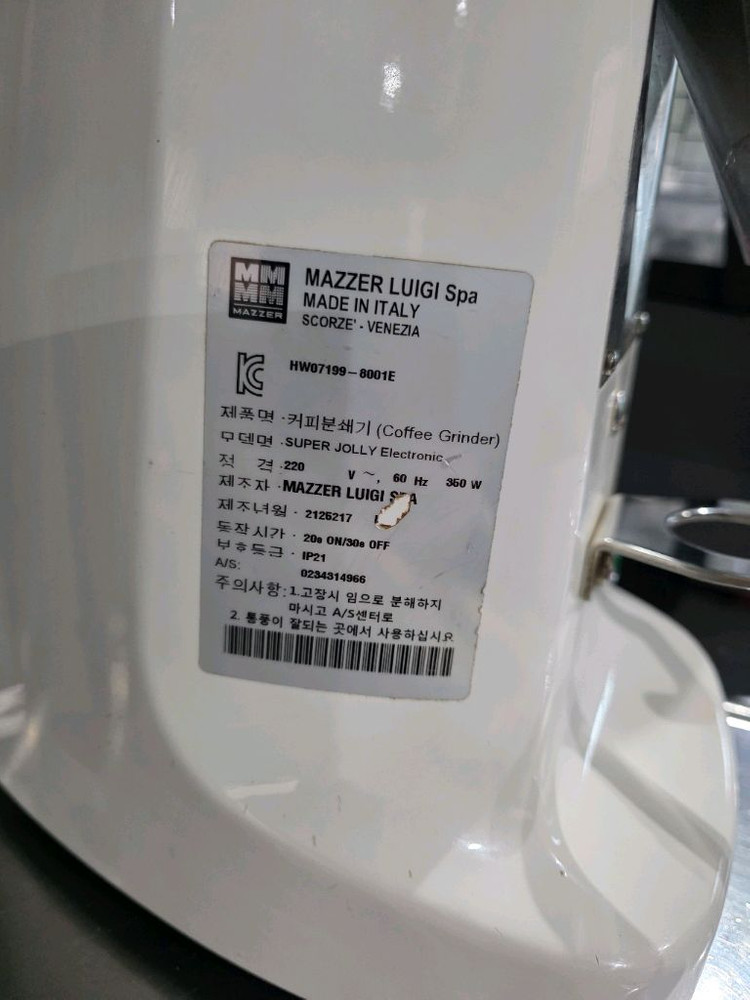 MM
MM
MAZZER
MAZZER LUIGI Spa
MADE IN ITALY
SCORZE' - VENEZIA
HW07199-8001E
제품명 · 커피분쇄기 (Coffee Grinder)
모델명 · SUPER JOLLY Electronic
정 격 · 220 V ~, 60 Hz 350 W
제조자 · MAZZER LUIGI SPA
제조년월 · 2125217
동작시간 · 20s ON/30s OFF
보호등급 · IP21
A/S: 0234314966
주의사항: 1.고장시 임으로 분해하지
마시고 A/S센터로
2. 통풍이 잘되는 곳에서 사용하십시요